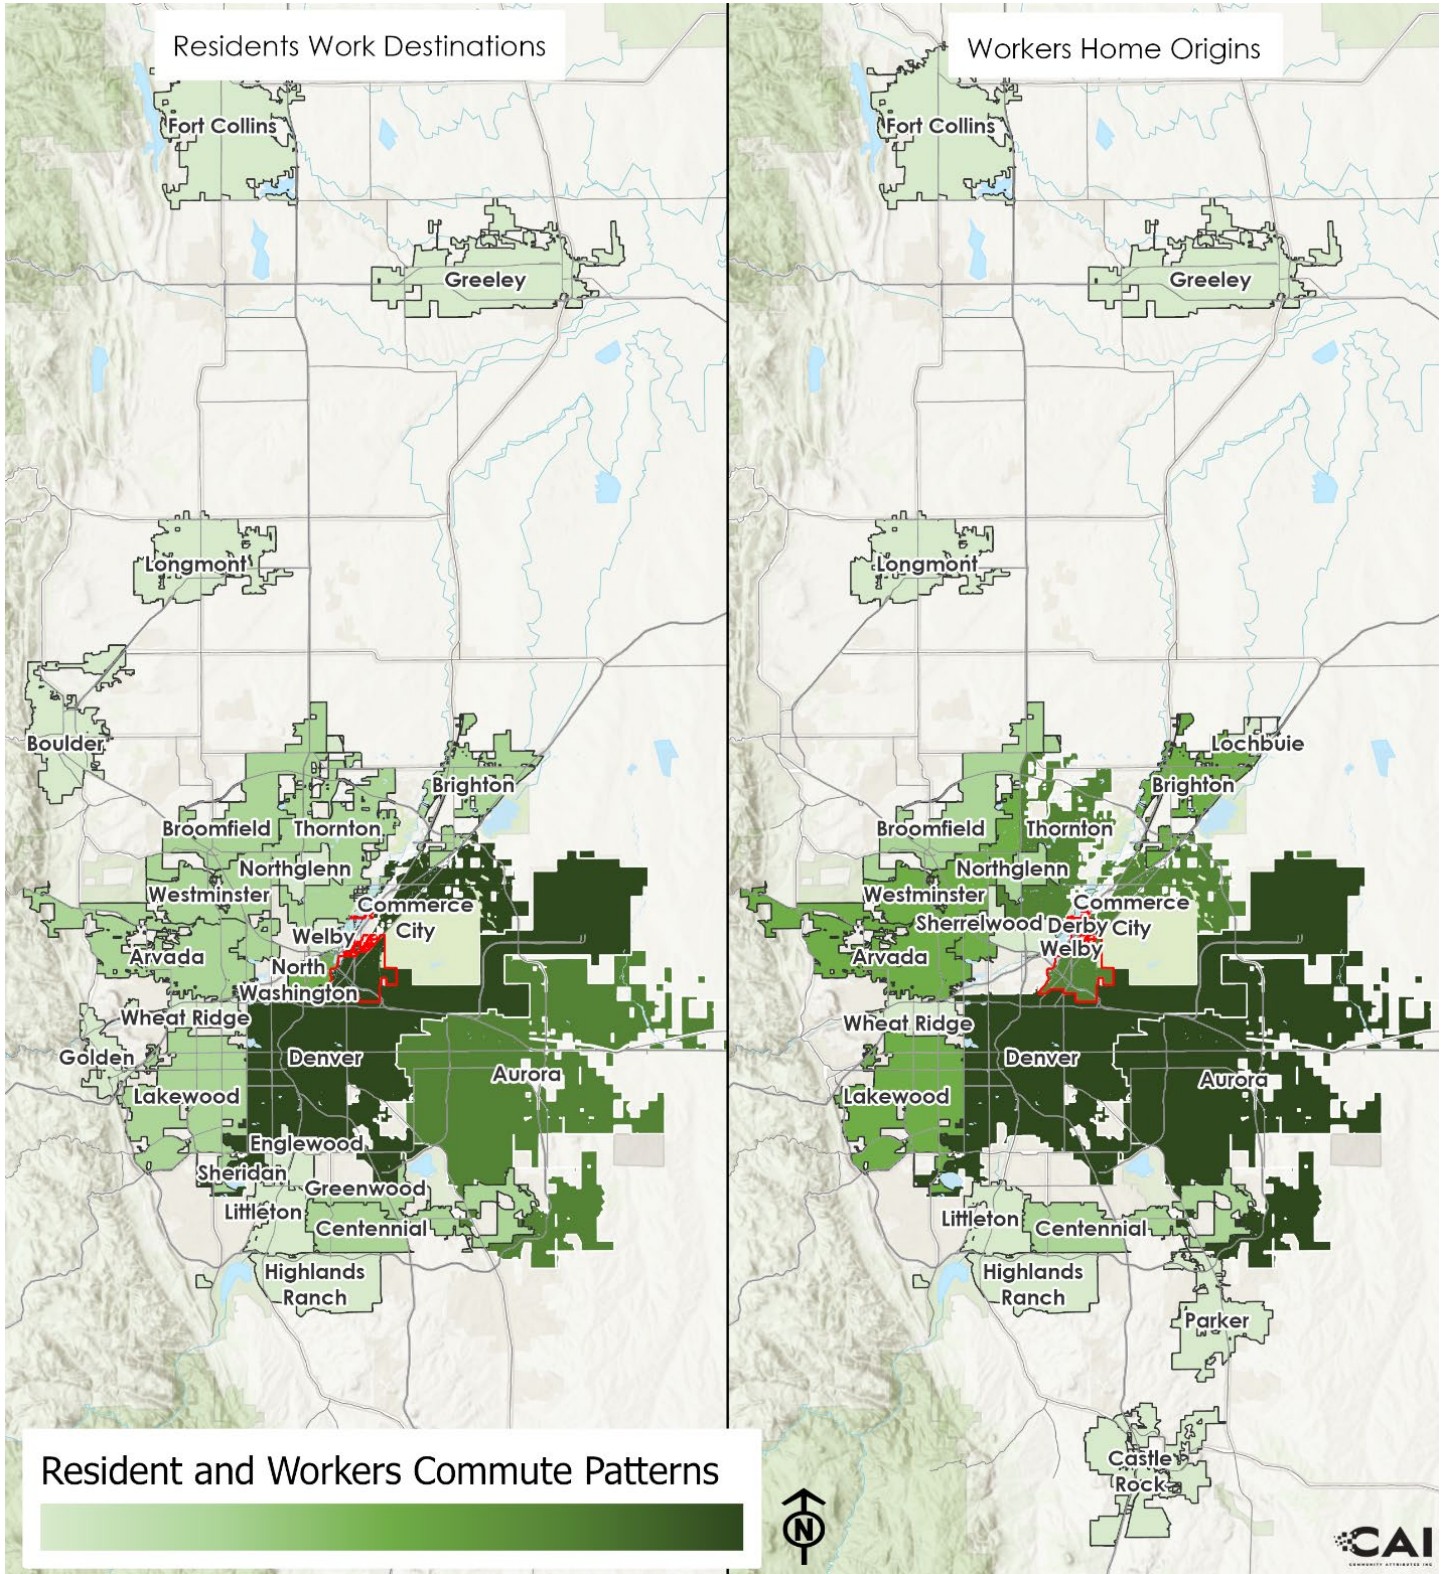 Residents Work Destinations
Fort Collins
Greeley
Longmont
Boulder
Brighton
Broomfield
Thornton
Northglenn
Westminster
Commerce
City
Welby
Arvada
North
Washington
Wheat Ridge
Golden
Denver
Aurora
Lakewood
Englewood
Sheridan
Greenwood
Littleton
Centennial
Highlands
Ranch
Workers Home Origins
Fort Collins
Greeley
Longmont
Lochbuie
Brighton
Broomfield
Thornton
Northglenn
Westminster
Commerce
Sherrelwood
Derby
City
Welby
Arvada
Wheat Ridge
Denver
Aurora
Lakewood
Littleton
Centennial
Highlands
Ranch
Parker
Castle
Rock
Resident and Workers Commute Patterns
N
CAI
COMMUNITY ATTRIBUTES INC